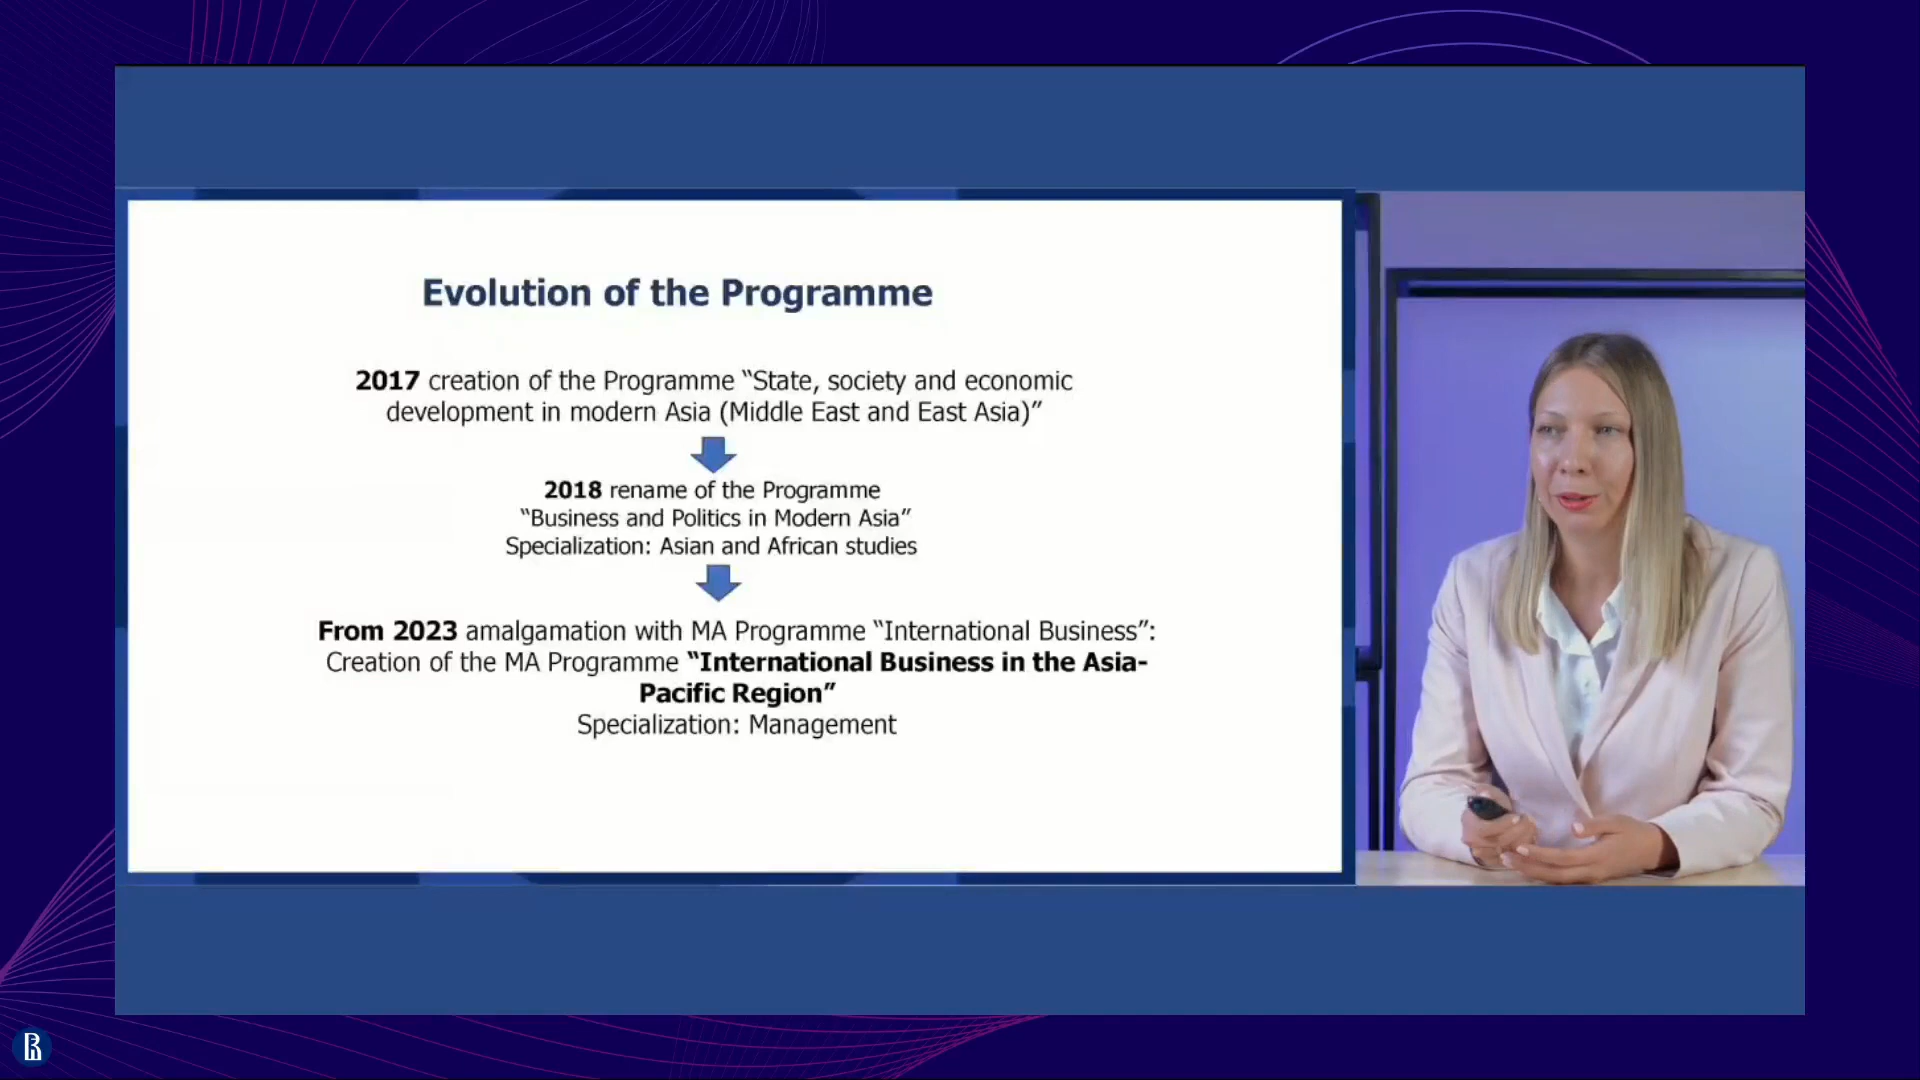 Evolution of the Programme
2017 creation of the Programme “State, society and economic
development in modern Asia (Middle East and East Asia)”
2018 rename of the Programme
“Business and Politics in Modern Asia”
Specialization: Asian and African studies
From 2023 amalgamation with MA Programme “International Business”:
Creation of the MA Programme “International Business in the Asia-
Pacific Region”
Specialization: Management